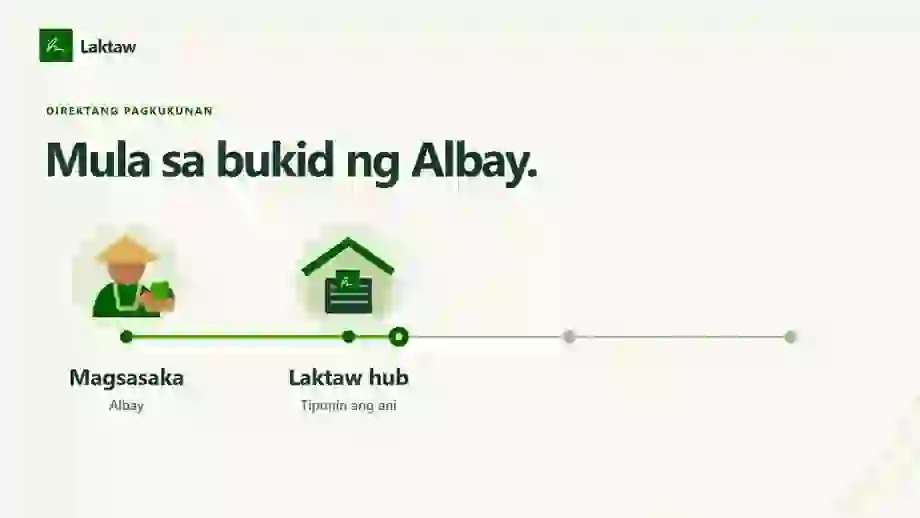 Laktaw
DIREKTANG PAGKUKUNAN
Mula sa bukid ng Albay.
Magsasaka
Albay
Laktaw hub
Tipunin ang ani